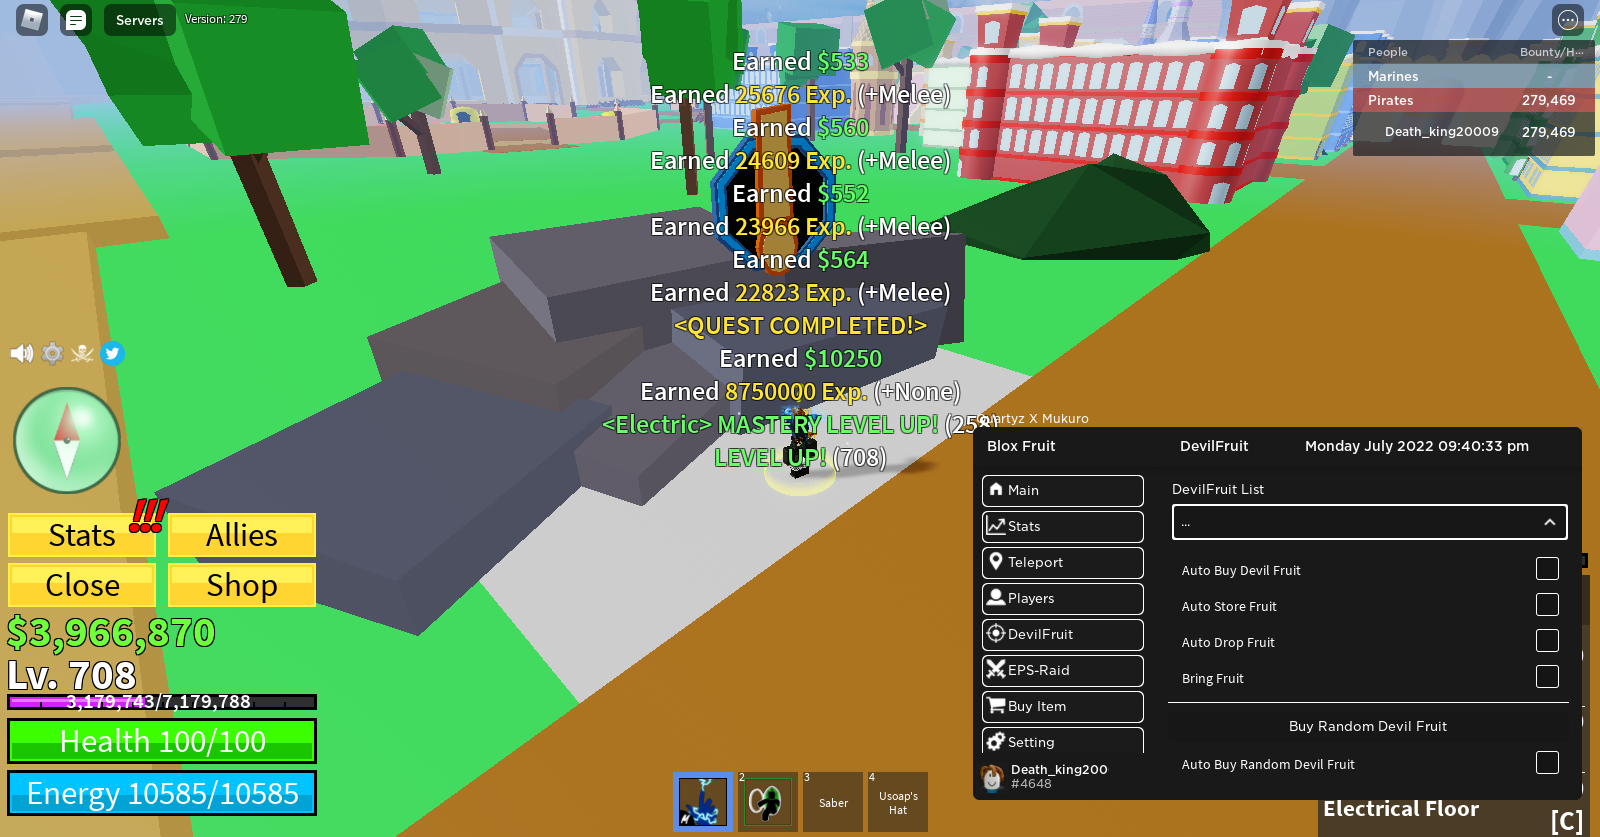 Servers
Version: 279
Earned $533
Earned 25676 Exp. (+Melee)
Earned $560
Earned 24609 Exp. (+Melee)
Earned $552
Earned 23966 Exp. (+Melee)
Earned $564
Earned 22823 Exp. (+Melee)
<QUEST COMPLETED!>
Earned $10250
Earned 8750000 Exp. (+None)
<Electric> MASTERY LEVEL UP! (258)
LEVEL UP! (708)
People Bounty/H...
Marines -
Pirates 279,469
Death_king20009 279,469
Stats !!!
Allies
Close
Shop
$3,966,870
Lv. 708
3,179,743/7,179,788
Health 100/100
Energy 10585/10585
2
3
Saber
4
Usoap's
Hat
Quartyz X Mukuro
Blox Fruit
DevilFruit
Monday July 2022 09:40:33 pm
Main
Stats
Teleport
Players
DevilFruit
EPS-Raid
Buy Item
Setting
Death_king200
#4648
DevilFruit List
...
Auto Buy Devil Fruit
Auto Store Fruit
Auto Drop Fruit
Bring Fruit
Buy Random Devil Fruit
Auto Buy Random Devil Fruit
Electrical Floor
[C]